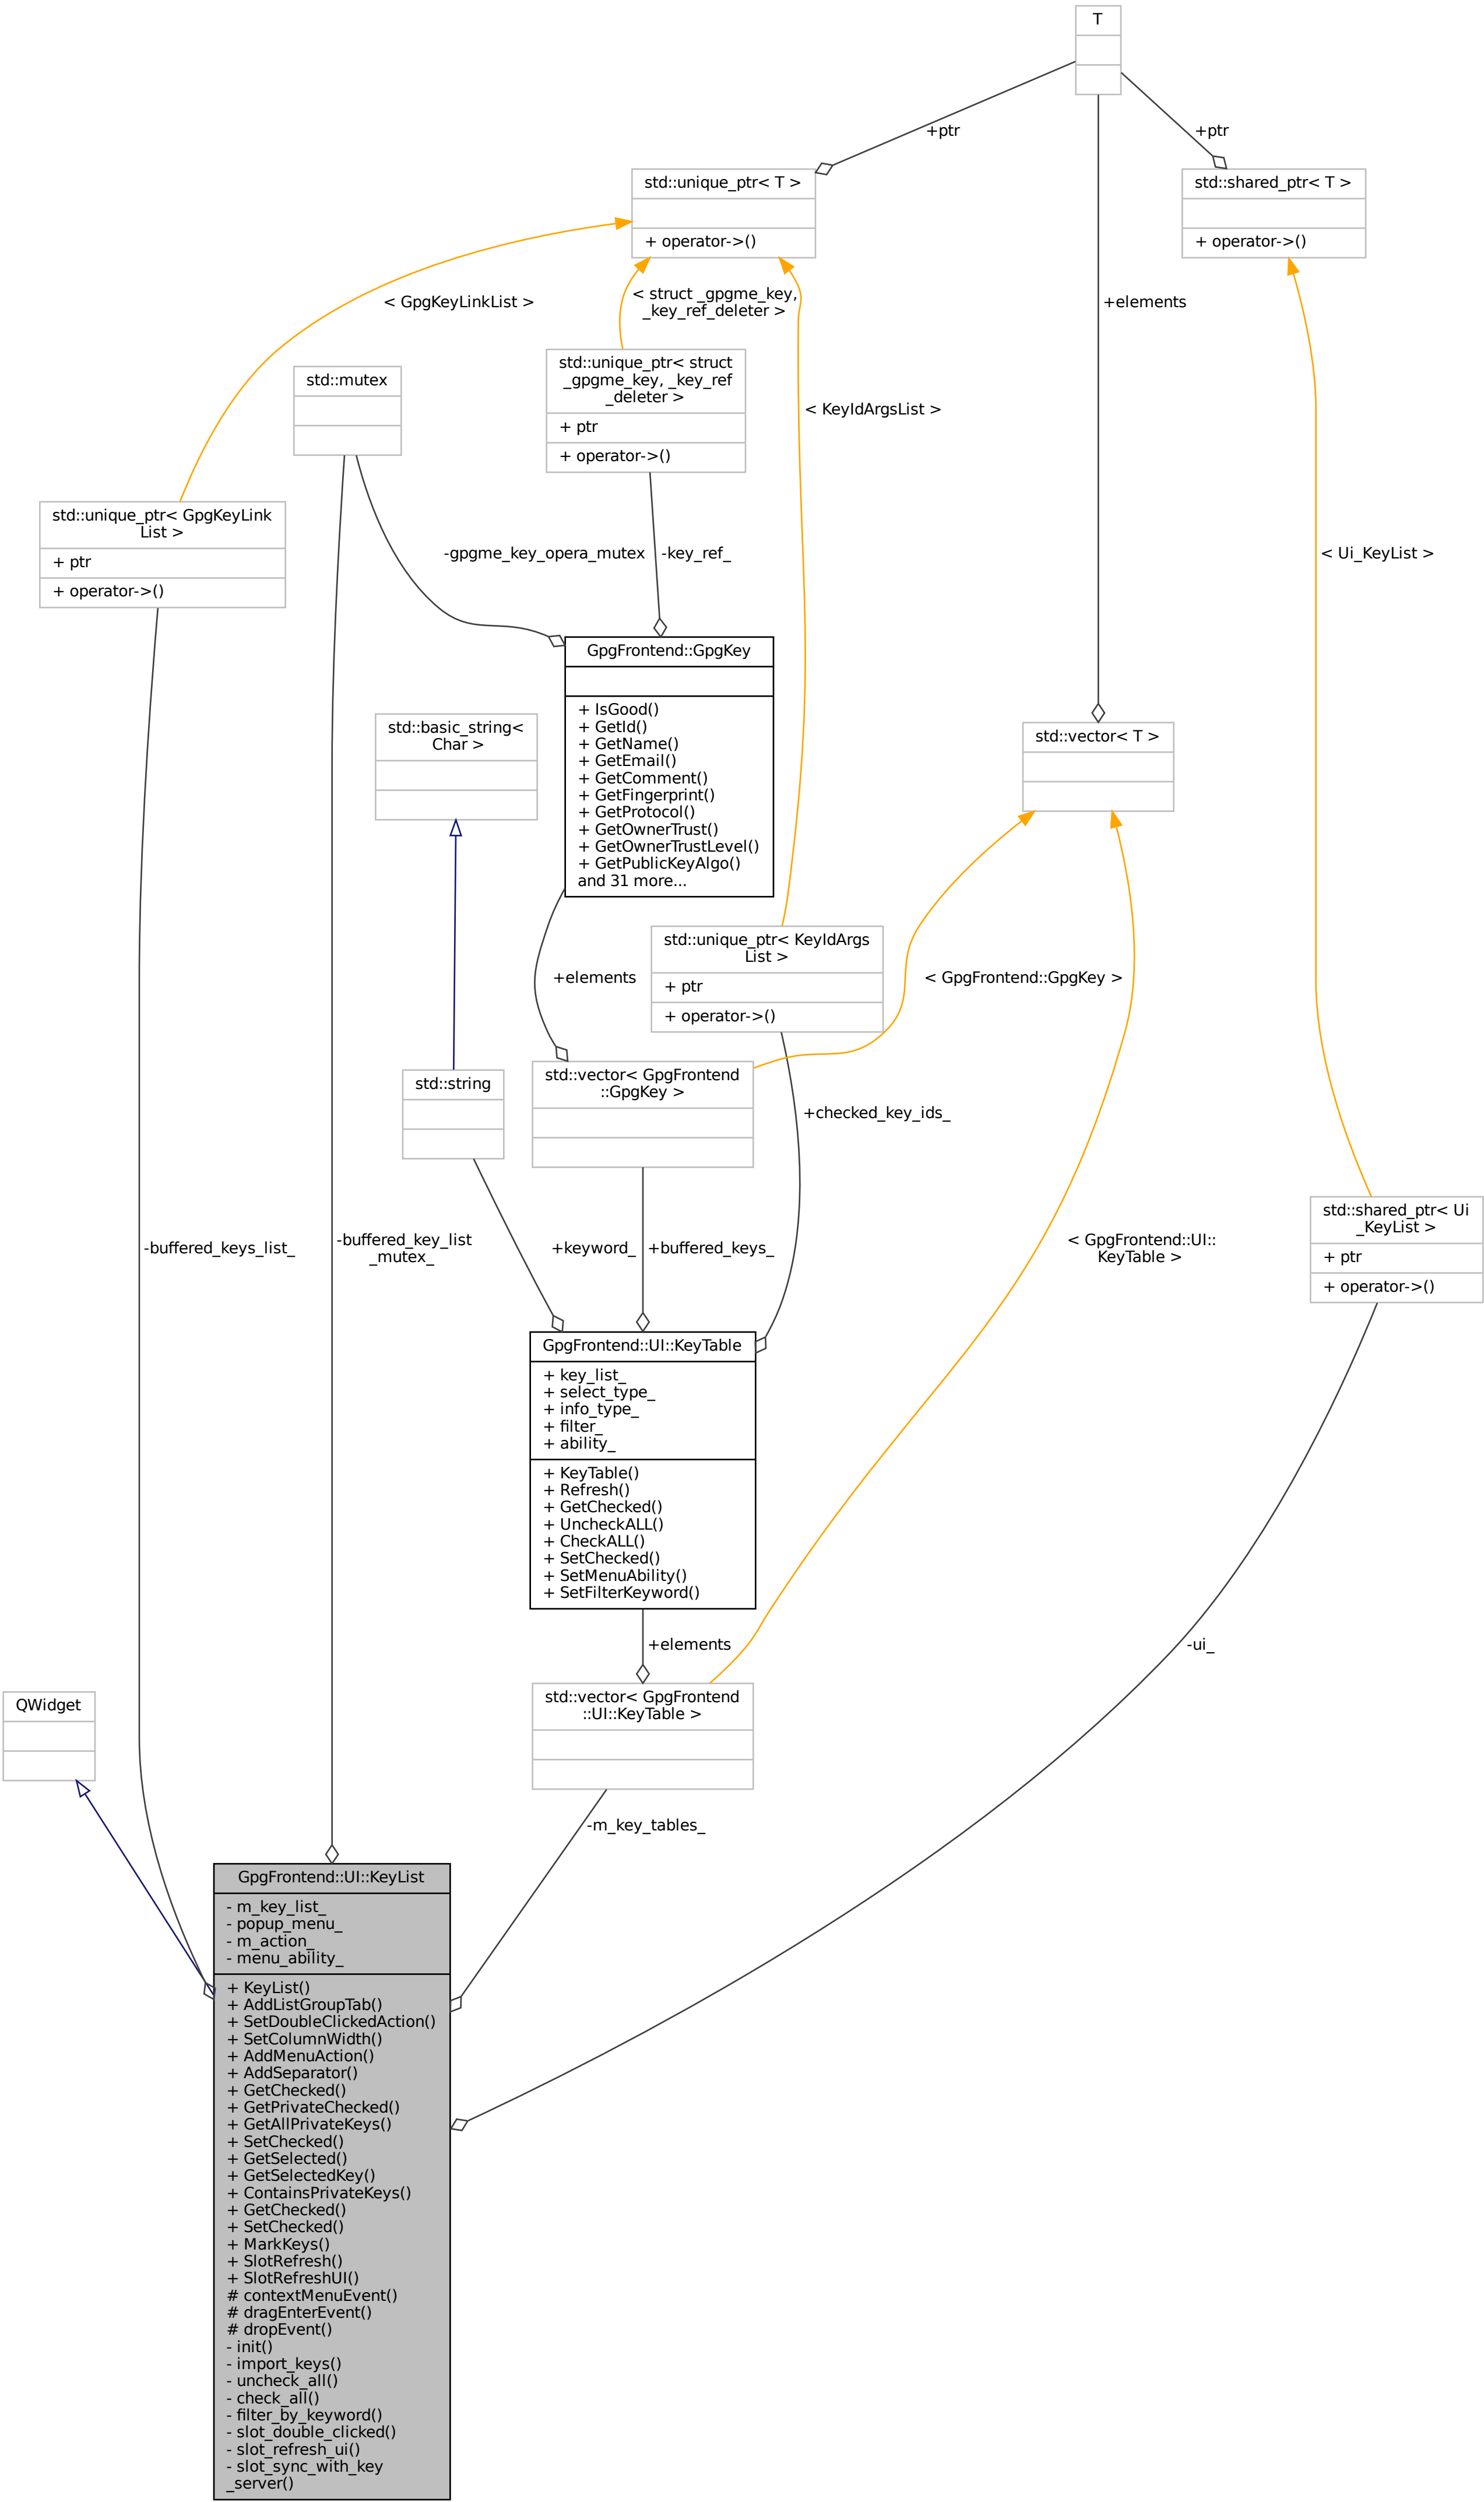 T
+ptr
+ptr
std::unique_ptr< T >
+ operator->()
std::shared_ptr< T >
+ operator->()
< GpgKeyLinkList >
< struct _gpgme_key,
_key_ref_deleter >
+elements
std::mutex
std::unique_ptr< struct
_gpgme_key, _key_ref
_deleter >
+ ptr
+ operator->()
< KeyIdArgsList >
std::unique_ptr< GpgKeyLink
List >
+ ptr
+ operator->()
-gpgme_key_opera_mutex
-key_ref_
< Ui_KeyList >
GpgFrontend::GpgKey
+ IsGood()
+ GetId()
+ GetName()
+ GetEmail()
+ GetComment()
+ GetFingerprint()
+ GetProtocol()
+ GetOwnerTrust()
+ GetOwnerTrustLevel()
+ GetPublicKeyAlgo()
and 31 more...
std::basic_string<
Char >
std::vector< T >
std::unique_ptr< KeyIdArgs
List >
+ ptr
+ operator->()
+elements
< GpgFrontend::GpgKey >
std::string
std::vector< GpgFrontend
::GpgKey >
+checked_key_ids_
std::shared_ptr< Ui
_KeyList >
+ ptr
+ operator->()
-buffered_keys_list_
-buffered_key_list
_mutex_
+keyword_
+buffered_keys_
< GpgFrontend::UI::
KeyTable >
GpgFrontend::UI::KeyTable
+ key_list_
+ select_type_
+ info_type_
+ filter_
+ ability_
+ KeyTable()
+ Refresh()
+ GetChecked()
+ UncheckALL()
+ CheckALL()
+ SetChecked()
+ SetMenuAbility()
+ SetFilterKeyword()
+elements
-ui_
QWidget
std::vector< GpgFrontend
::UI::KeyTable >
-m_key_tables_
GpgFrontend::UI::KeyList
- m_key_list_
- popup_menu_
- m_action_
- menu_ability_
+ KeyList()
+ AddListGroupTab()
+ SetDoubleClickedAction()
+ SetColumnWidth()
+ AddMenuAction()
+ AddSeparator()
+ GetChecked()
+ GetPrivateChecked()
+ GetAllPrivateKeys()
+ SetChecked()
+ GetSelected()
+ GetSelectedKey()
+ ContainsPrivateKeys()
+ GetChecked()
+ SetChecked()
+ MarkKeys()
+ SlotRefresh()
+ SlotRefreshUI()
# contextMenuEvent()
# dragEnterEvent()
# dropEvent()
- init()
- import_keys()
- uncheck_all()
- check_all()
- filter_by_keyword()
- slot_double_clicked()
- slot_refresh_ui()
- slot_sync_with_key
_server()